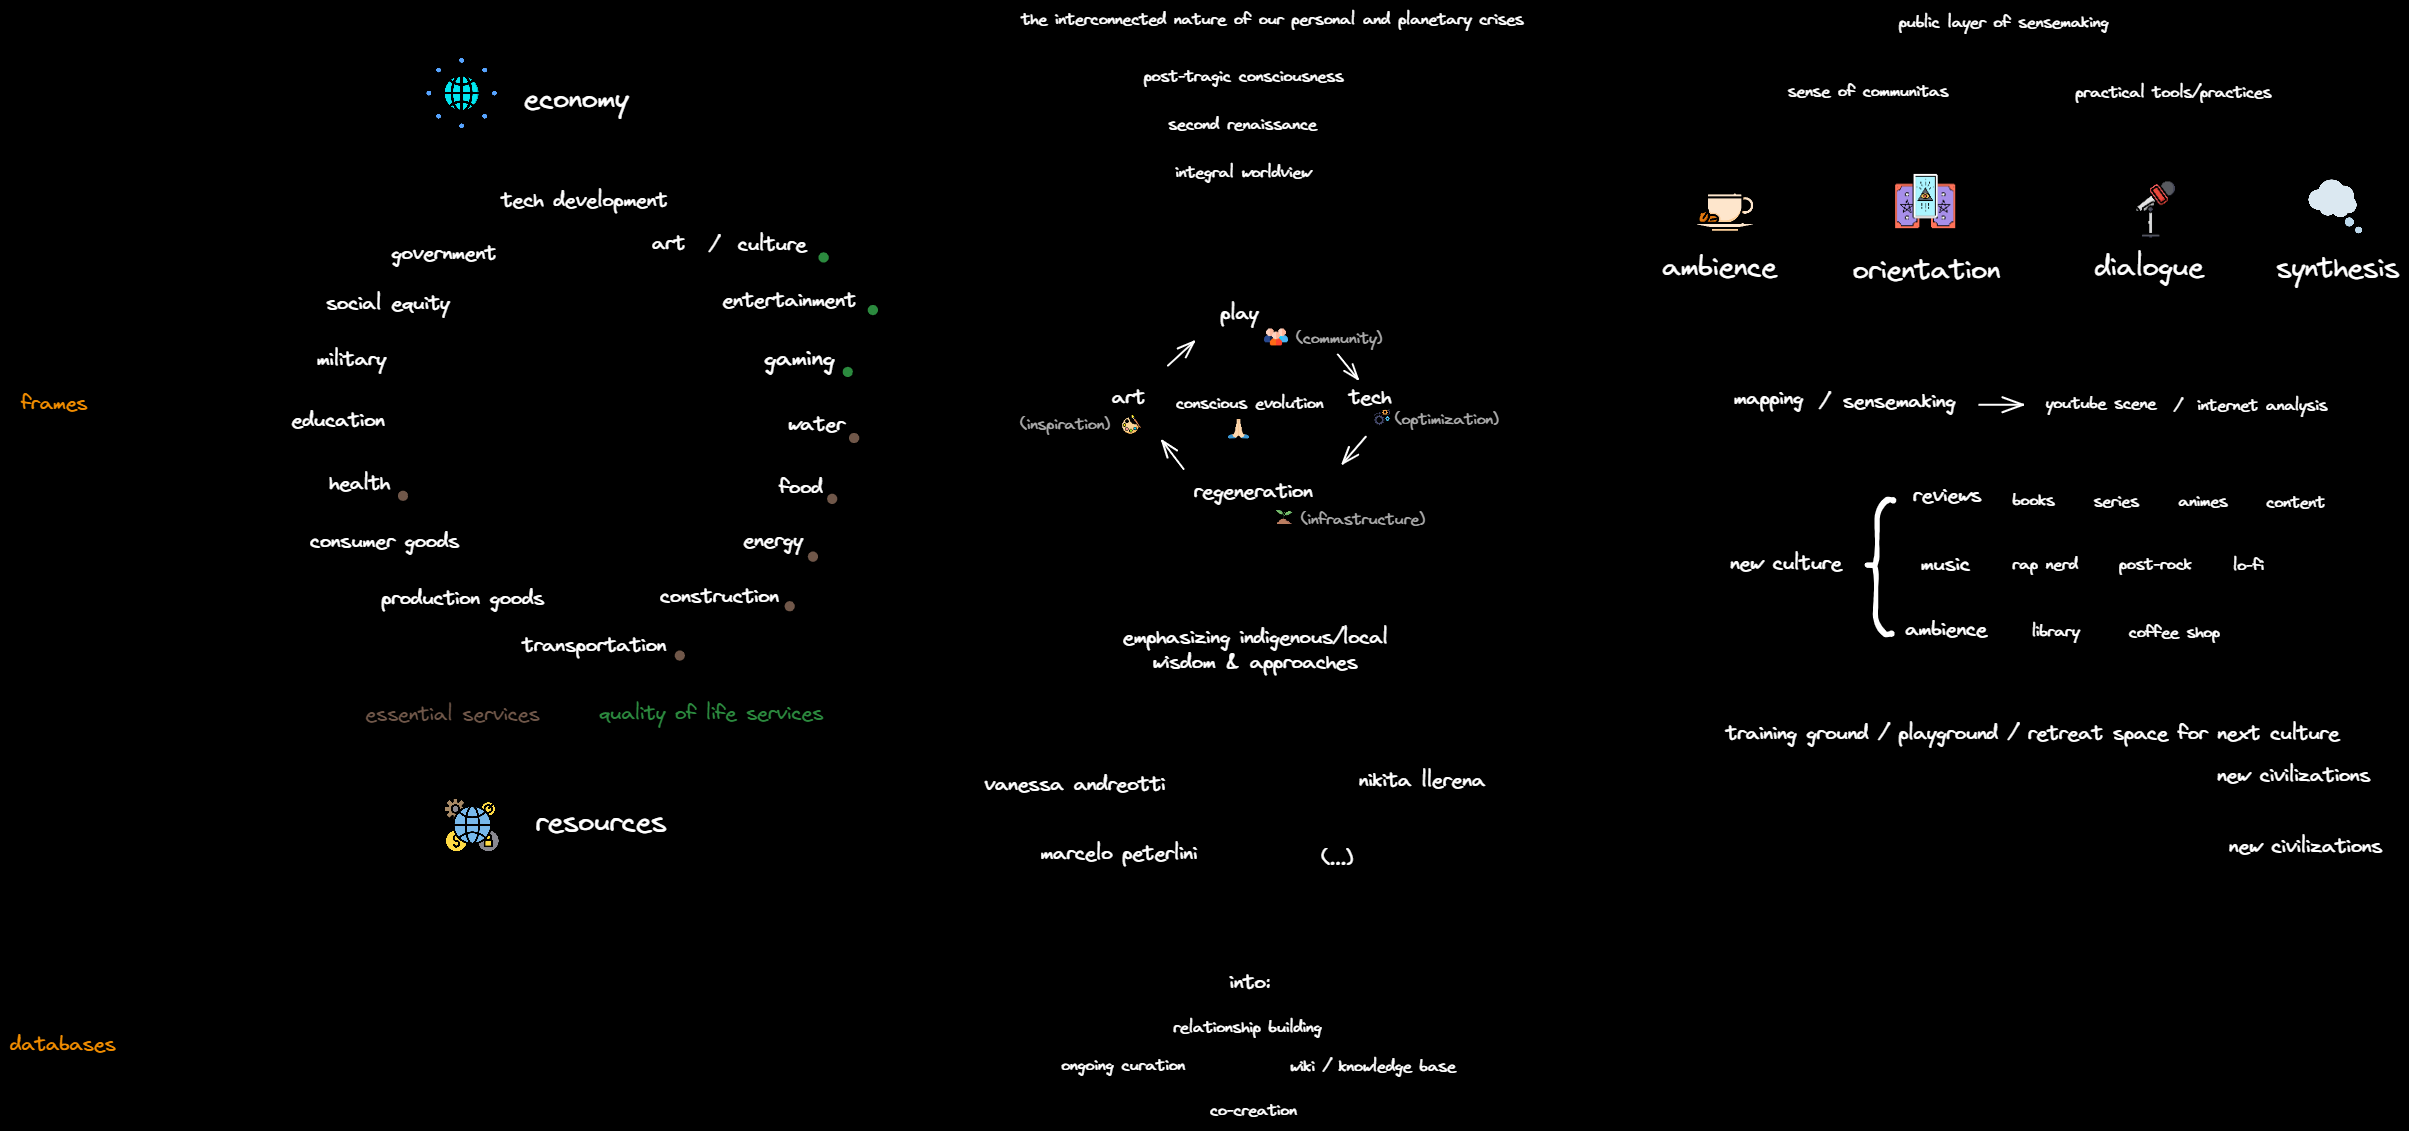 frames
databases
economy
tech development
government
art / culture
social equity
entertainment
military
gaming
education
water
health
food
consumer goods
energy
production goods
construction
transportation
essential services
quality of life services
resources
the interconnected nature of our personal and planetary crises
post-tragic consciousness
second renaissance
integral worldview
play
(community)
art
(inspiration)
conscious evolution
tech
(optimization)
regeneration
(infrastructure)
emphasizing indigenous/local
wisdom & approaches
vanessa andreotti
nikita llerena
marcelo peterlini
(...)
into:
relationship building
ongoing curation
wiki / knowledge base
co-creation
public layer of sensemaking
sense of communitas
practical tools/practices
ambience
orientation
dialogue
synthesis
mapping / sensemaking
youtube scene / internet analysis
new culture
reviews books series animes content
music rap nerd post-rock lo-fi
ambience library coffee shop
training ground / playground / retreat space for next culture
new civilizations
new civilizations